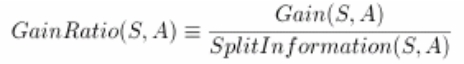 GainRatio(S, A) ≡ Gain(S, A) / SplitInformation(S, A)